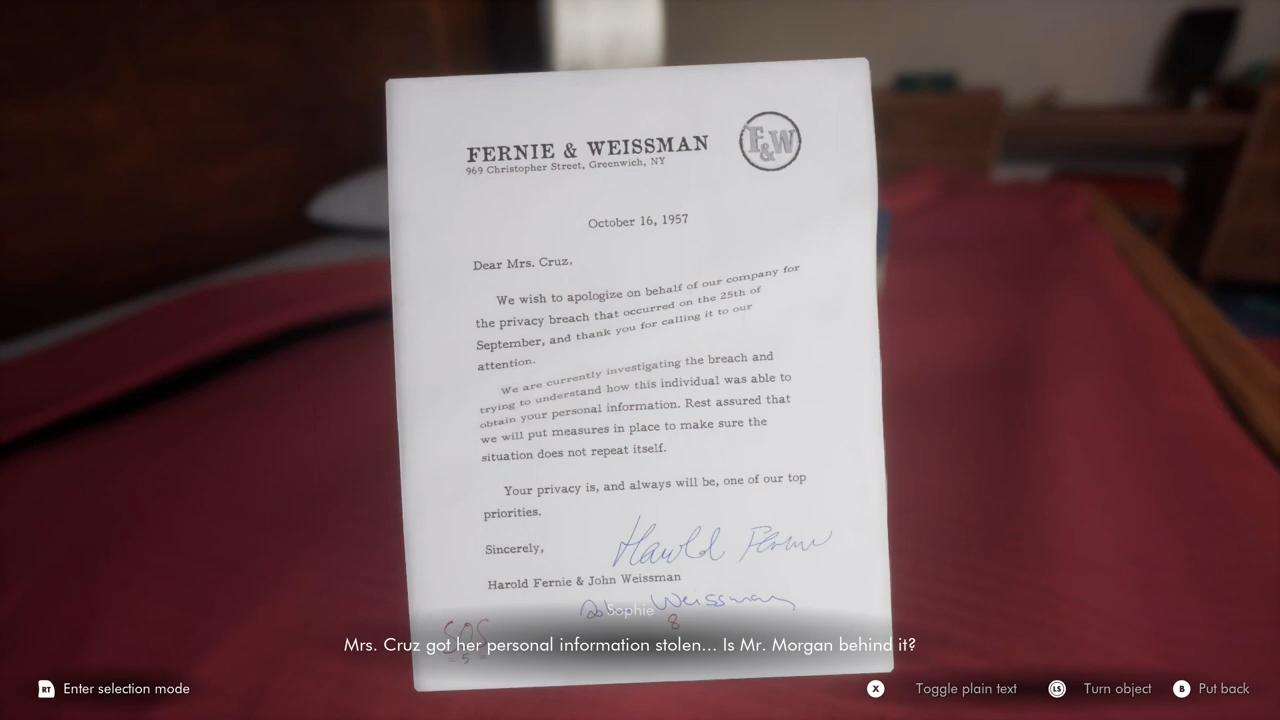 FERNIE & WEISSMAN
969 Christopher Street, Greenwich, NY
F&W
October 16, 1957
Dear Mrs. Cruz,
We wish to apologize on behalf of our company for
the privacy breach that occurred on the 25th of
September, and thank you for calling it to our
attention.
We are currently investigating the breach and
trying to understand how this individual was able to
obtain your personal information. Rest assured that
we will put measures in place to make sure the
situation does not repeat itself.
Your privacy is, and always will be, one of our top
priorities.
Sincerely,
Harold
Harold Fernie & John Weissman
Weissman
Sophie
8
SOS
Mrs. Cruz got her personal information stolen... Is Mr. Morgan behind it?
5
RT Enter selection mode
X Toggle plain text
LS Turn object
B Put back